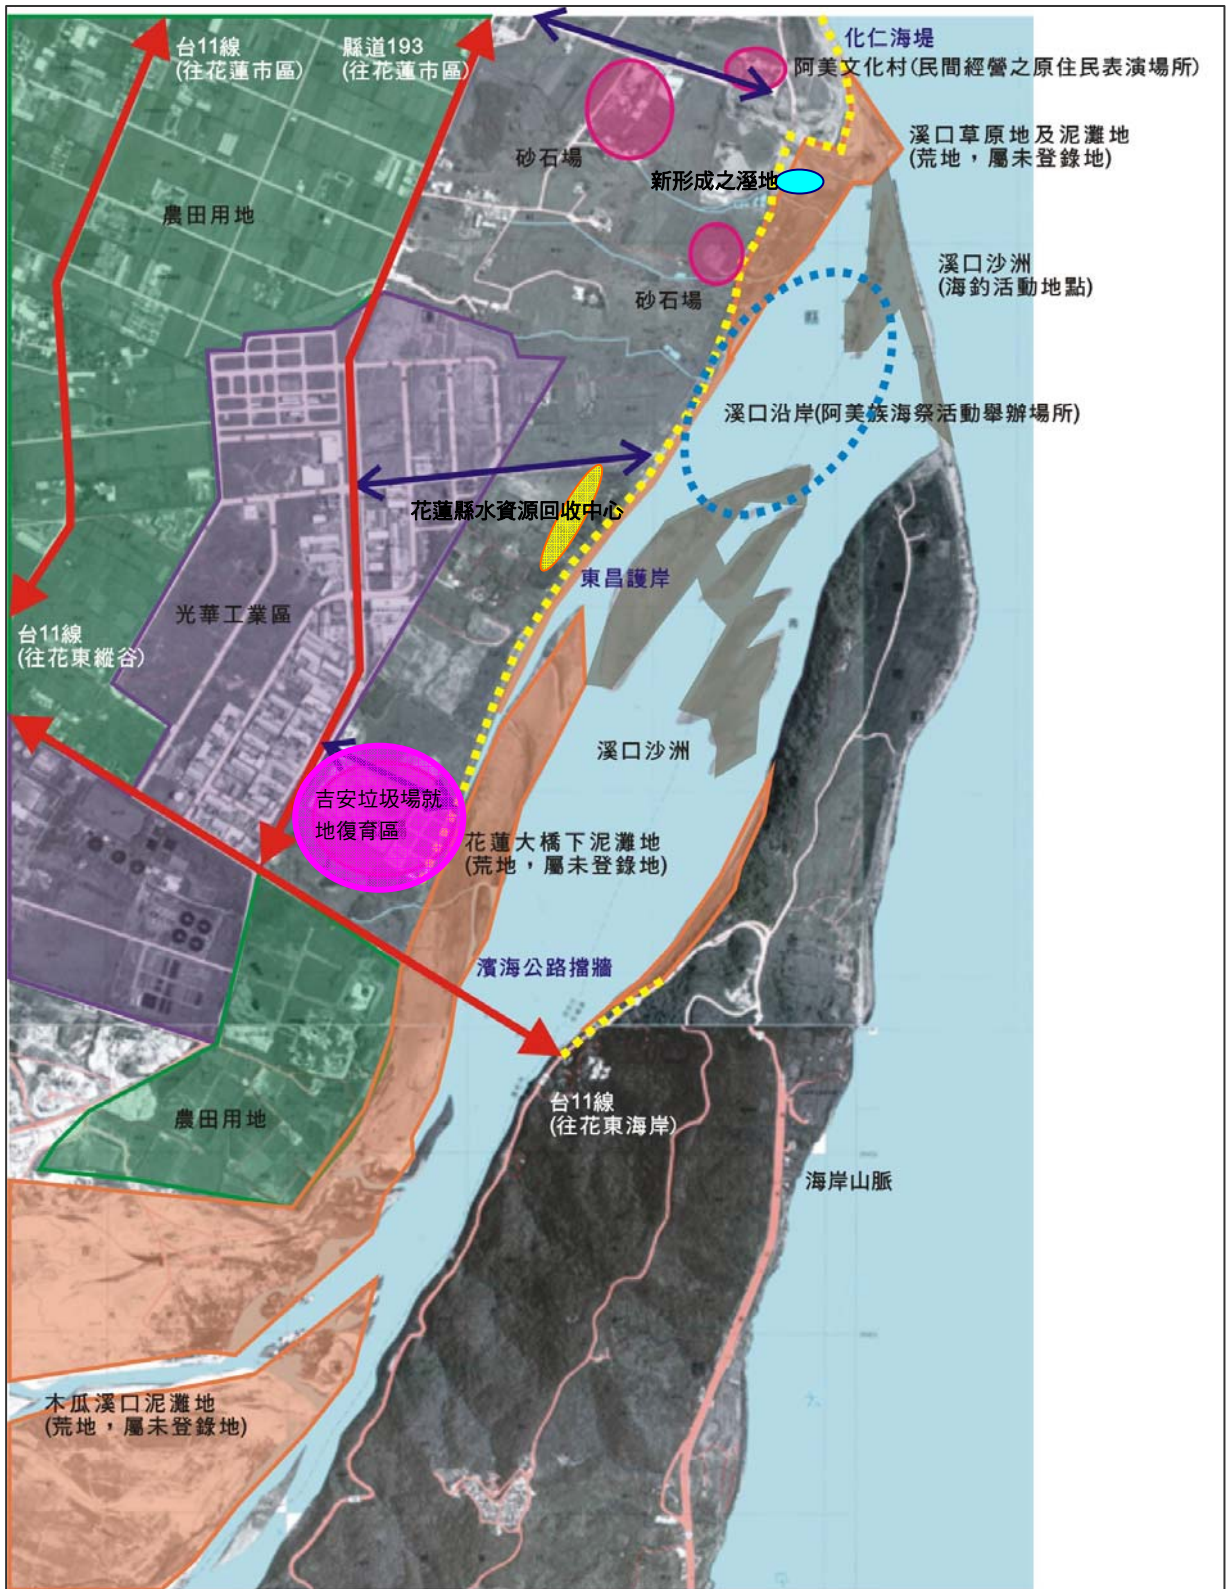 台11線
(往花蓮市區)
縣道193
(往花蓮市區)
化仁海堤
阿美文化村(民間經營之原住民表演場所)
溪口草原地及泥灘地
(荒地，屬未登錄地)
砂石場
新形成之溼地
農田用地
溪口沙洲
(海釣活動地點)
砂石場
溪口沿岸(阿美族海祭活動舉辦場所)
花蓮縣水資源回收中心
東昌護岸
光華工業區
台11線
(往花東縱谷)
溪口沙洲
吉安垃圾場就
地復育區
花蓮大橋下泥灘地
(荒地，屬未登錄地)
濱海公路擋牆
台11線
(往花東海岸)
農田用地
海岸山脈
木瓜溪口泥灘地
(荒地，屬未登錄地)